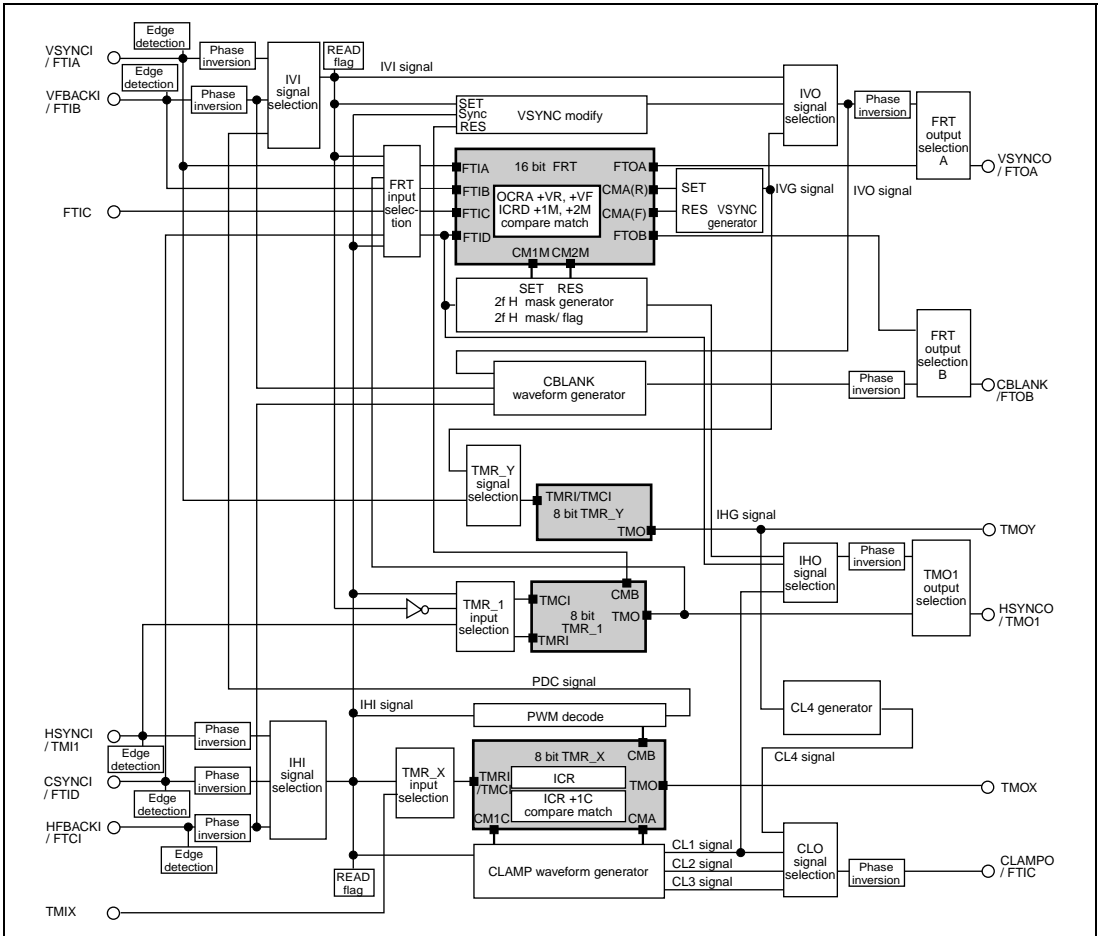 Edge
detection
VSYNCI
/ FTIA
Phase
inversion
Edge
detection
VFBACKI
/ FTIB
Phase
inversion
IVI
signal
selection
READ
flag
IVI signal
SET
Sync
RES
VSYNC modify
IVO
signal
selection
Phase
inversion
FRT
output
selection
A
VSYNCO
/ FTOA
FTIC
FRT
input
selec-
tion
16 bit FRT
FTIA
FTIB
FTIC
FTID
OCRA +VR, +VF
ICRD +1M, +2M
compare match
FTOA
CMA(R)
CMA(F)
FTOB
CM1M CM2M
SET
RES VSYNC
generator
IVG signal
IVO signal
SET RES
2f H mask generator
2f H mask/ flag
FRT
output
selection
B
CBLANK
waveform generator
Phase
inversion
CBLANK
/FTOB
TMR_Y
signal
selection
TMRI/TMCI
8 bit TMR_Y
TMO
IHG signal
TMOY
IHO
signal
selection
Phase
inversion
TMO1
output
selection
HSYNCO
/ TMO1
TMR_1
input
selection
TMCI
CMB
8 bit
TMR_1
TMO
TMRI
PDC signal
IHI signal
PWM decode
CL4 generator
CL4 signal
HSYNCI
/ TMI1
Edge
detection
Phase
inversion
CSYNCI
/ FTID
Edge
detection
Phase
inversion
HFBACKI
/ FTCI
Edge
detection
Phase
inversion
IHI
signal
selection
TMR_X
input
selection
8 bit TMR_X
CMB
TMRI
/TMCI
ICR
ICR +1C
compare match
TMO
CM1C
CMA
TMOX
READ
flag
CLAMP waveform generator
CL1 signal
CL2 signal
CL3 signal
CLO
signal
selection
Phase
inversion
CLAMPO
/ FTIC
TMIX